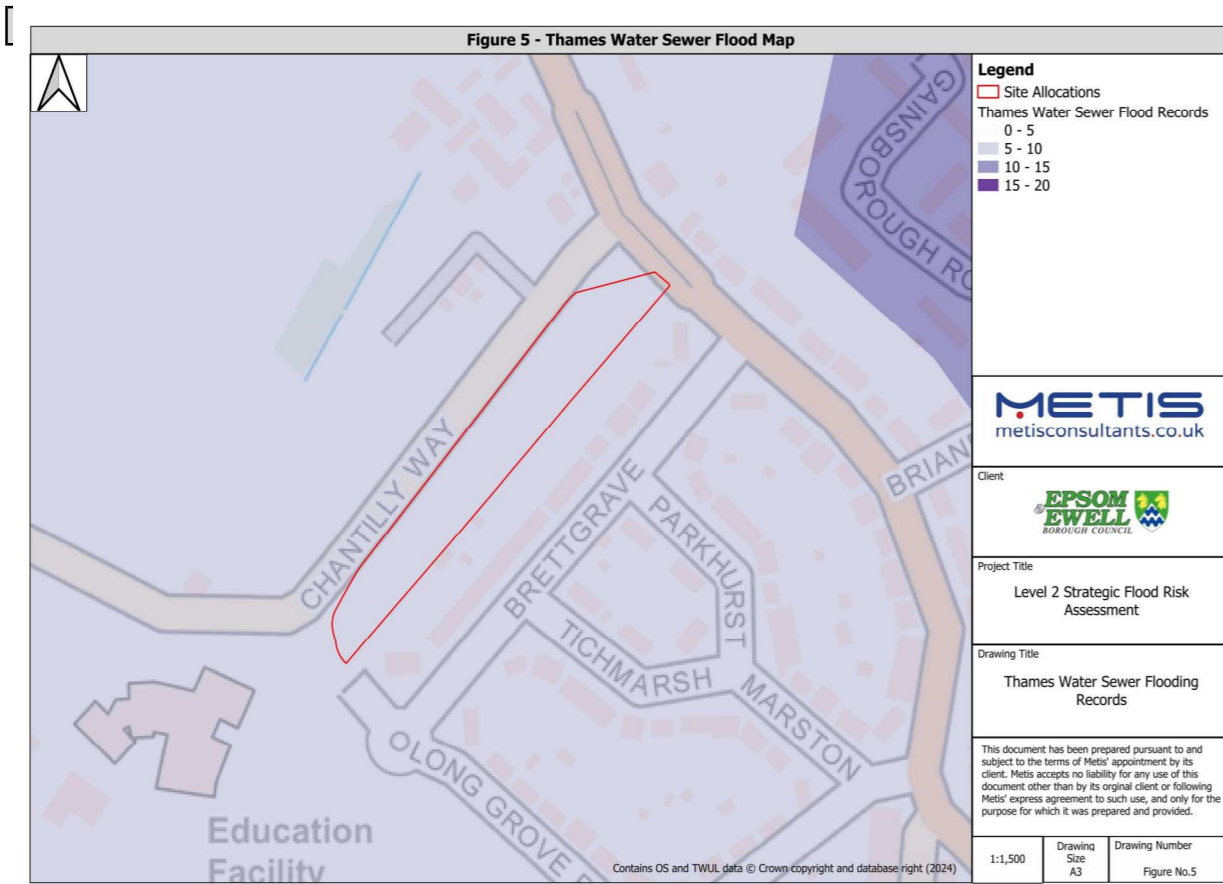 Figure 5 - Thames Water Sewer Flood Map
Legend
Site Allocations
Thames Water Sewer Flood Records
0 - 5
5 - 10
10 - 15
15 - 20
GAINSBOROUGH RO
CHANTILLY WAY
BRETTGRAVE
PARKHURST
BRIAN
TICHMARSH
MARSTON
OLONG GROVE
Education
Facility
Contains OS and TWUL data © Crown copyright and database right (2024)
METIS
metisconsultants.co.uk
Client
EPSOM
& EWELL
BOROUGH COUNCIL
Project Title
Level 2 Strategic Flood Risk
Assessment
Drawing Title
Thames Water Sewer Flooding
Records
This document has been prepared pursuant to and
subject to the terms of Metis' appointment by its
client. Metis accepts no liability for any use of this
document other than by its orginal client or following
Metis' express agreement to such use, and only for the
purpose for which it was prepared and provided.
1:1,500
Drawing
Size
A3
Drawing Number
Figure No.5